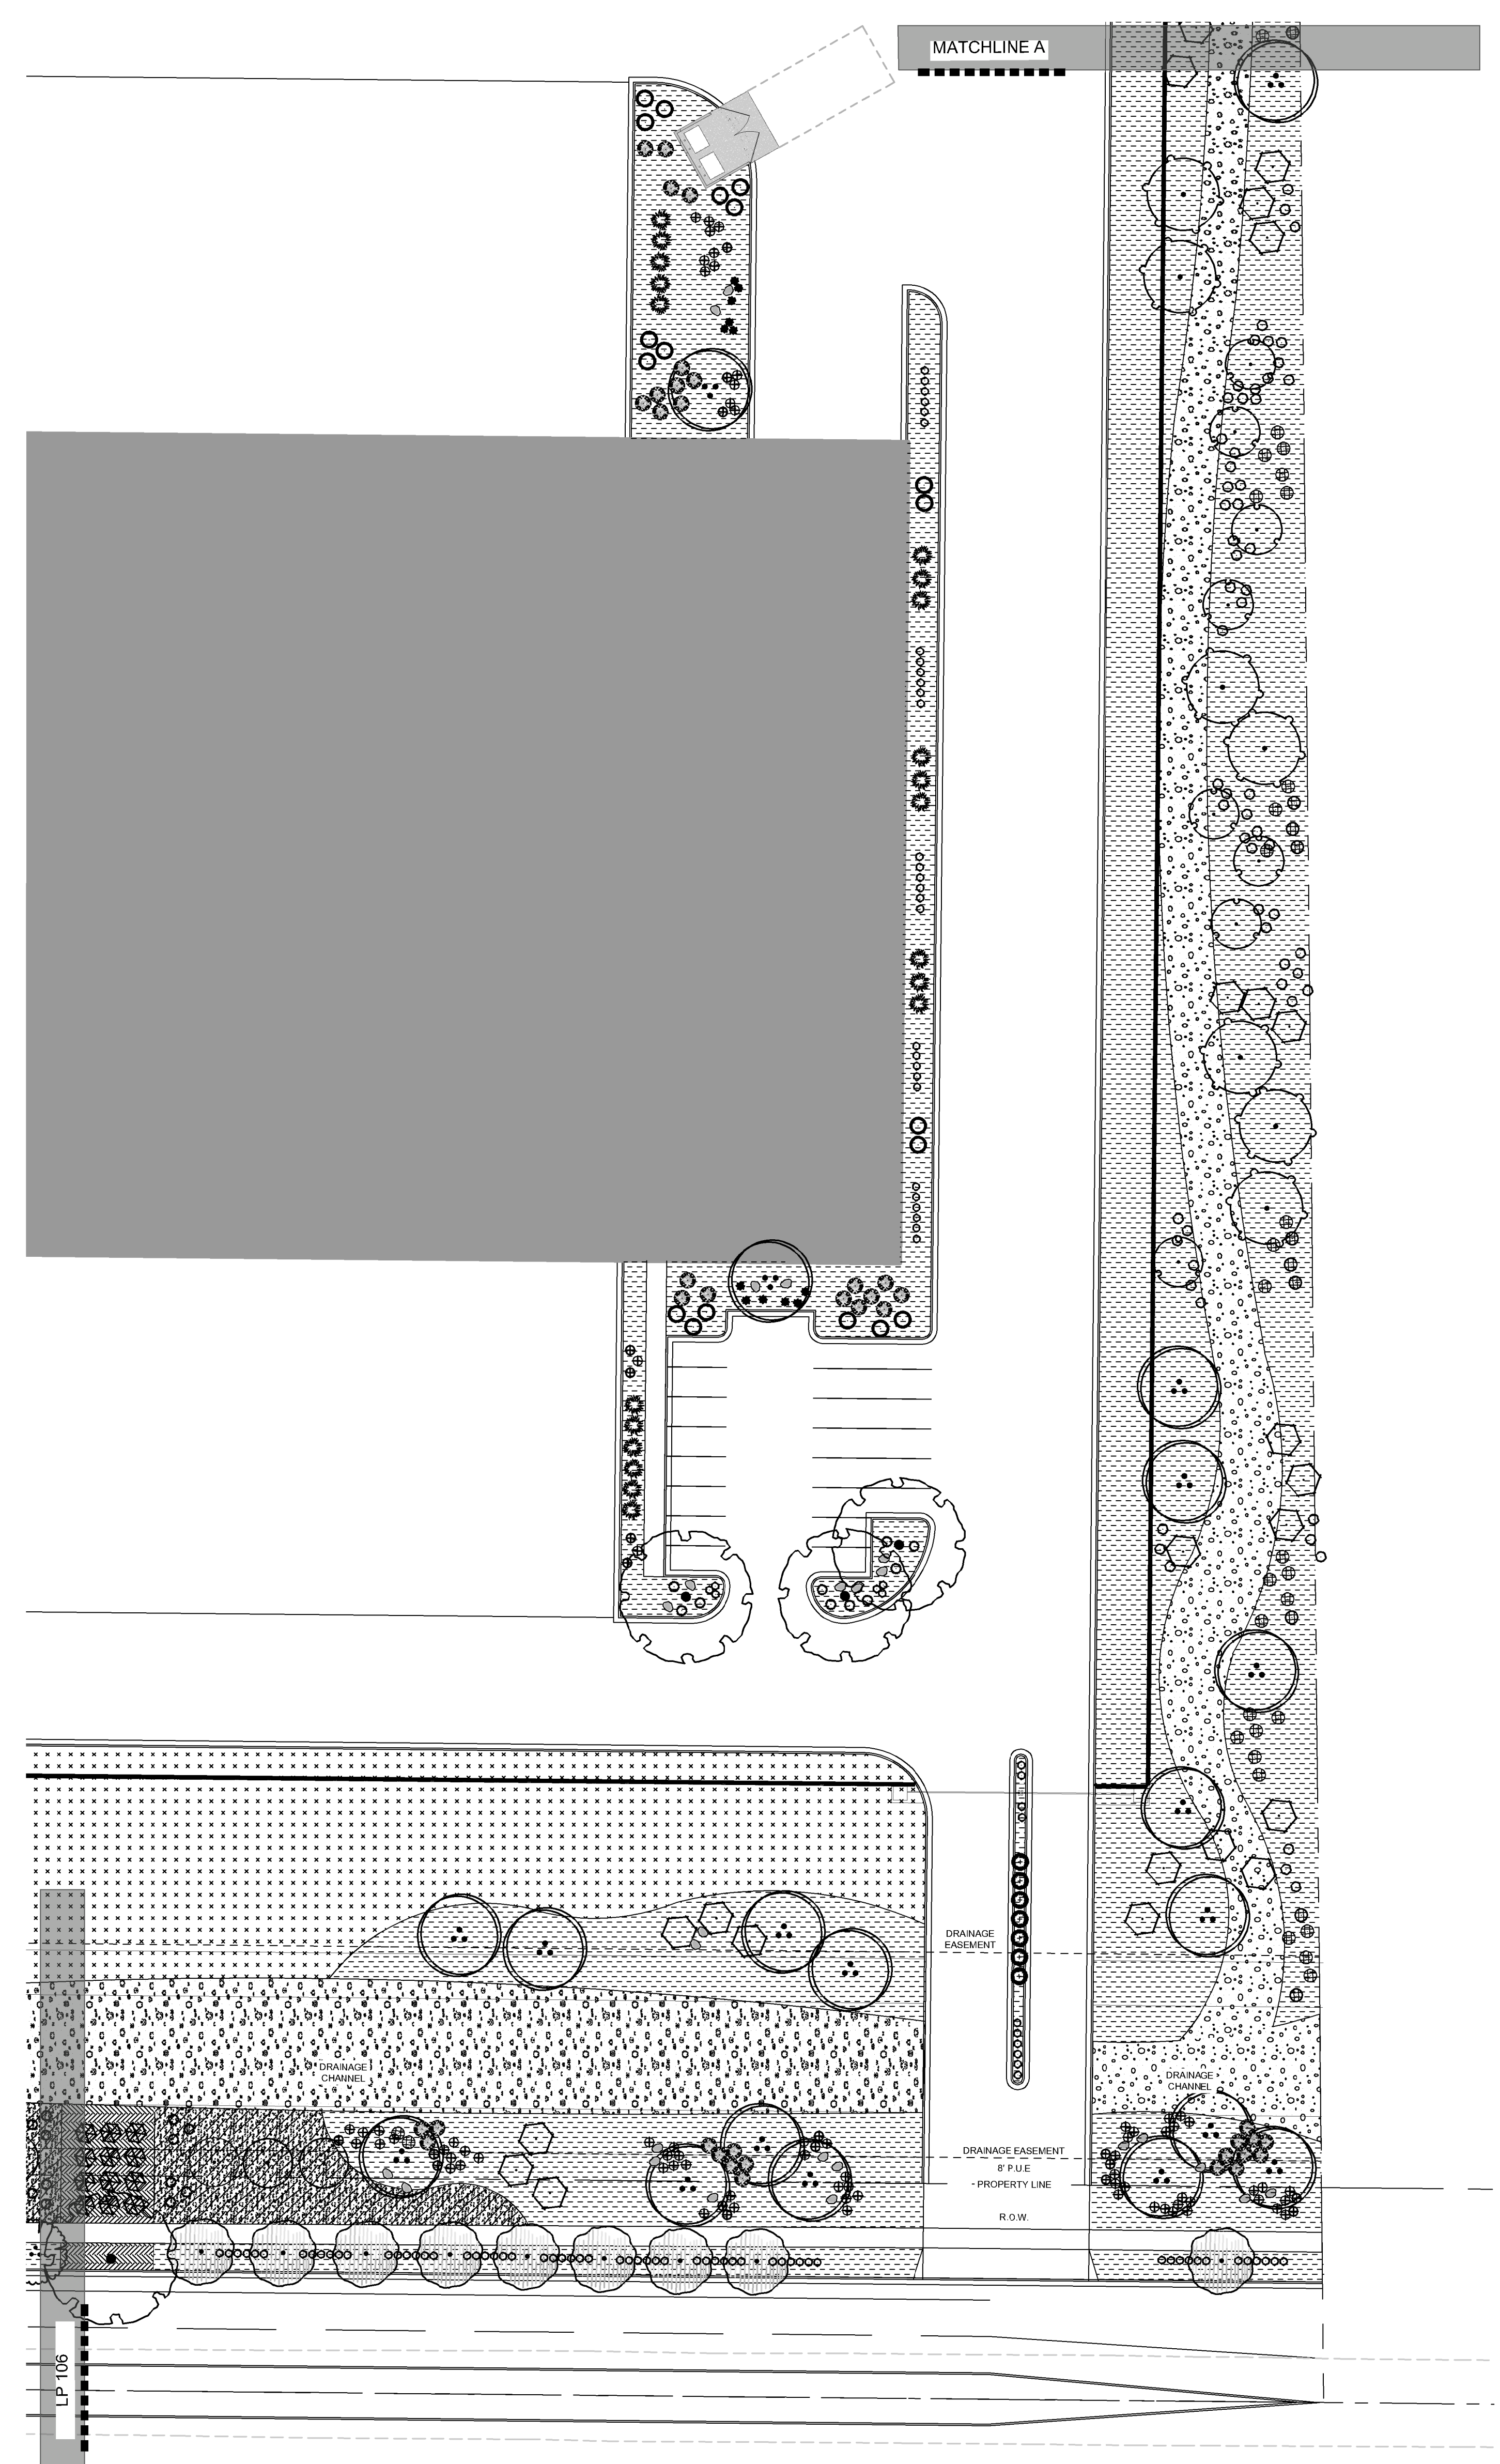 MATCHLINE A
DRAINAGE
EASEMENT
DRAINAGE
CHANNEL
DRAINAGE
CHANNEL
DRAINAGE EASEMENT
8' P.U.E
PROPERTY LINE
R.O.W.
LP 106